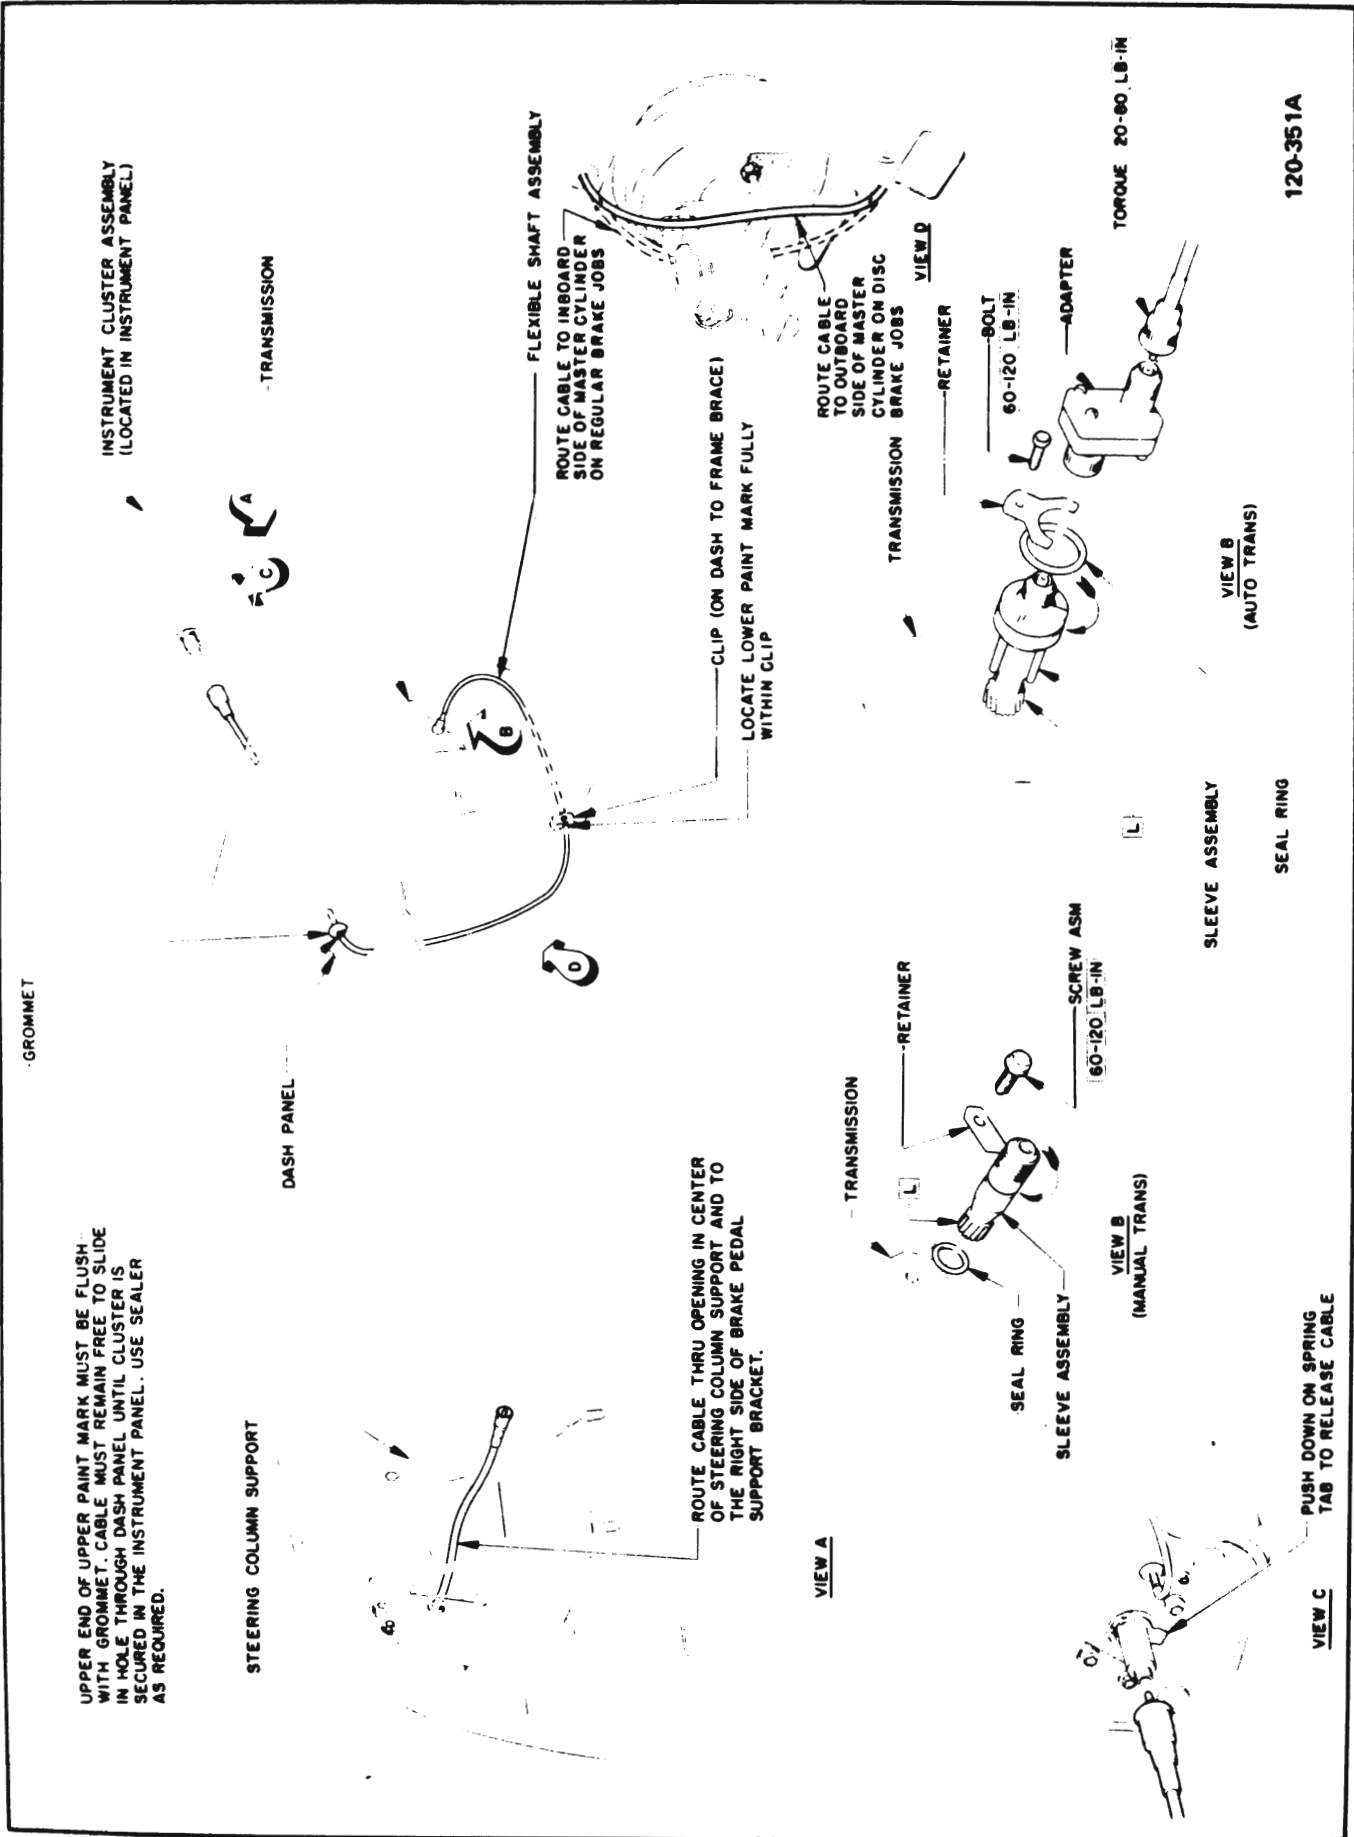 -GROMMET
UPPER END OF UPPER PAINT MARK MUST BE FLUSH
WITH GROMMET. CABLE MUST REMAIN FREE TO SLIDE
IN HOLE THROUGH DASH PANEL UNTIL CLUSTER IS
SECURED IN THE INSTRUMENT PANEL. USE SEALER
AS REQUIRED.
INSTRUMENT CLUSTER ASSEMBLY
(LOCATED IN INSTRUMENT PANEL)
STEERING COLUMN SUPPORT
DASH PANEL
-TRANSMISSION
A
C
B
D
FLEXIBLE SHAFT ASSEMBLY
ROUTE CABLE TO INBOARD
SIDE OF MASTER CYLINDER
ON REGULAR BRAKE JOBS
CLIP (ON DASH TO FRAME BRACE)
LOCATE LOWER PAINT MARK FULLY
WITHIN CLIP
ROUTE CABLE THRU OPENING IN CENTER
OF STEERING COLUMN SUPPORT AND TO
THE RIGHT SIDE OF BRAKE PEDAL
SUPPORT BRACKET.
VIEW A
ROUTE CABLE
TO OUTBOARD
SIDE OF MASTER
CYLINDER ON DISC
BRAKE JOBS
VIEW D
TRANSMISSION
RETAINER
L
SCREW ASM
60-120 LB-IN
SEAL RING
SLEEVE ASSEMBLY
VIEW B
(MANUAL TRANS)
TRANSMISSION
-RETAINER
BOLT
60-120 LB-IN
ADAPTER
TORQUE 20-80 LB-IN
L
SLEEVE ASSEMBLY
SEAL RING
VIEW B
(AUTO TRANS)
PUSH DOWN ON SPRING
TAB TO RELEASE CABLE
VIEW C
120-351A